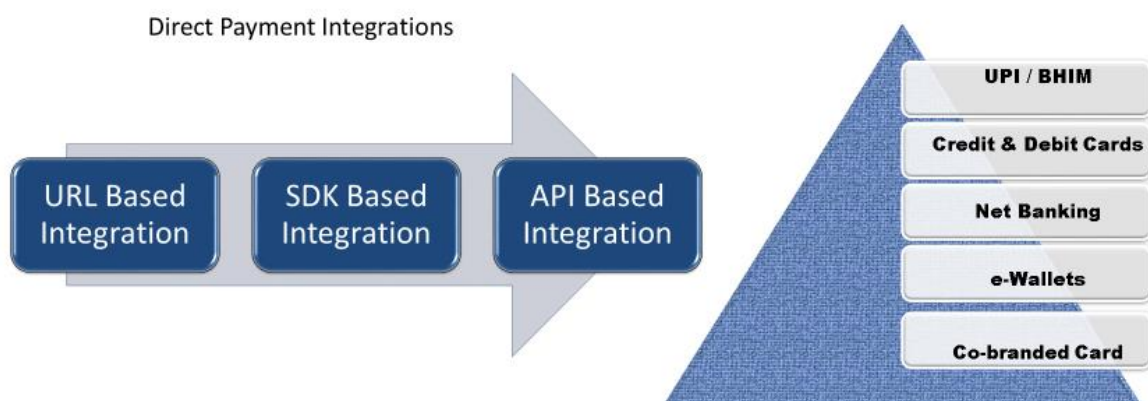 Direct Payment Integrations
URL Based
Integration
SDK Based
Integration
API Based
Integration
UPI / BHIM
Credit & Debit Cards
Net Banking
e-Wallets
Co-branded Card